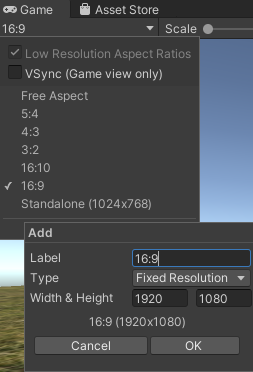 Game
Asset Store
16:9
Scale
Low Resolution Aspect Ratios
VSync (Game view only)
Free Aspect
5:4
4:3
3:2
16:10
16:9
Standalone (1024x768)
Add
Label
16:9
Type
Fixed Resolution
Width & Height
1920
1080
16:9 (1920x1080)
Cancel
OK